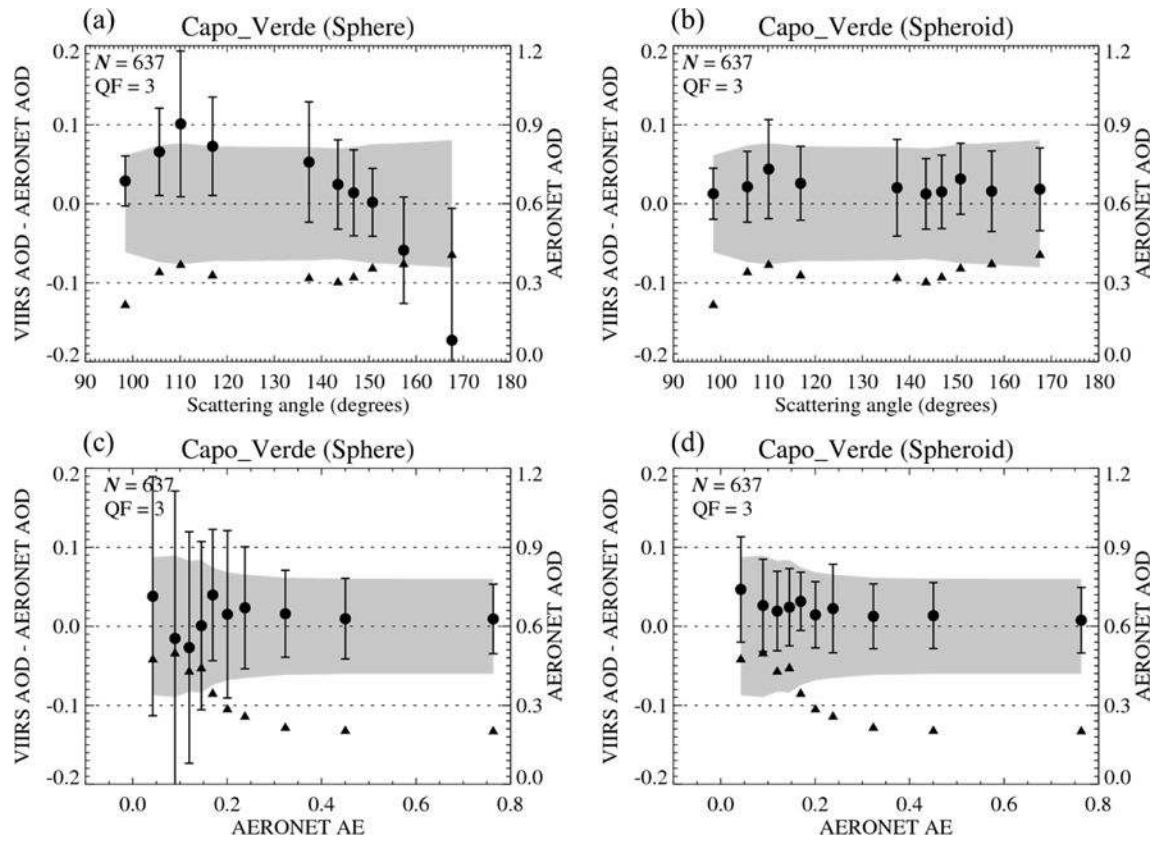 (a) Capo_Verde (Sphere)
N = 637
QF = 3
VIIRS AOD - AERONET AOD
0.2
0.1
0.0
-0.1
-0.2
AERONET AOD
1.2
0.9
0.6
0.3
0.0
90 100 110 120 130 140 150 160 170 180
Scattering angle (degrees)
(b) Capo_Verde (Spheroid)
N = 637
QF = 3
VIIRS AOD - AERONET AOD
0.2
0.1
0.0
-0.1
-0.2
AERONET AOD
1.2
0.9
0.6
0.3
0.0
90 100 110 120 130 140 150 160 170 180
Scattering angle (degrees)
(c) Capo_Verde (Sphere)
N = 637
QF = 3
VIIRS AOD - AERONET AOD
0.2
0.1
0.0
-0.1
-0.2
AERONET AOD
1.2
0.9
0.6
0.3
0.0
0.0 0.2 0.4 0.6 0.8
AERONET AE
(d) Capo_Verde (Spheroid)
N = 637
QF = 3
VIIRS AOD - AERONET AOD
0.2
0.1
0.0
-0.1
-0.2
AERONET AOD
1.2
0.9
0.6
0.3
0.0
0.0 0.2 0.4 0.6 0.8
AERONET AE